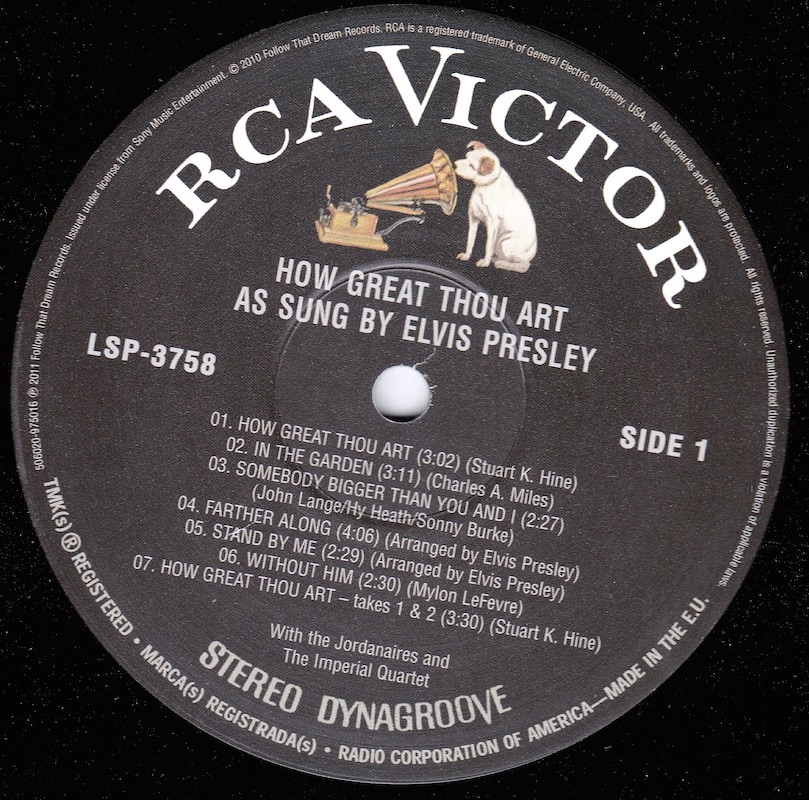 506020-975016 ℗ 2011 Follow That Dream Records. Issued under license from Sony Music Entertainment. © 2010 Follow That Dream Records. RCA is a registered trademark of General Electric Company, USA. All trademarks and logos are protected. All rights reserved. Unauthorized duplication is a violation of applicable laws.
RCA VICTOR
HOW GREAT THOU ART
AS SUNG BY ELVIS PRESLEY
LSP-3758
SIDE 1
01. HOW GREAT THOU ART (3:02) (Stuart K. Hine)
02. IN THE GARDEN (3:11) (Charles A. Miles)
03. SOMEBODY BIGGER THAN YOU AND I (2:27)
(John Lange/Hy Heath/Sonny Burke)
04. FARTHER ALONG (4:06) (Arranged by Elvis Presley)
05. STAND BY ME (2:29) (Arranged by Elvis Presley)
06. WITHOUT HIM (2:30) (Mylon LeFevre)
07. HOW GREAT THOU ART – takes 1 & 2 (3:30) (Stuart K. Hine)
With the Jordanaires and
The Imperial Quartet
STEREO DYNAGROOVE
TMK(s) ® REGISTERED • MARCA(s) REGISTRADA(s) • RADIO CORPORATION OF AMERICA—MADE IN THE E.U.